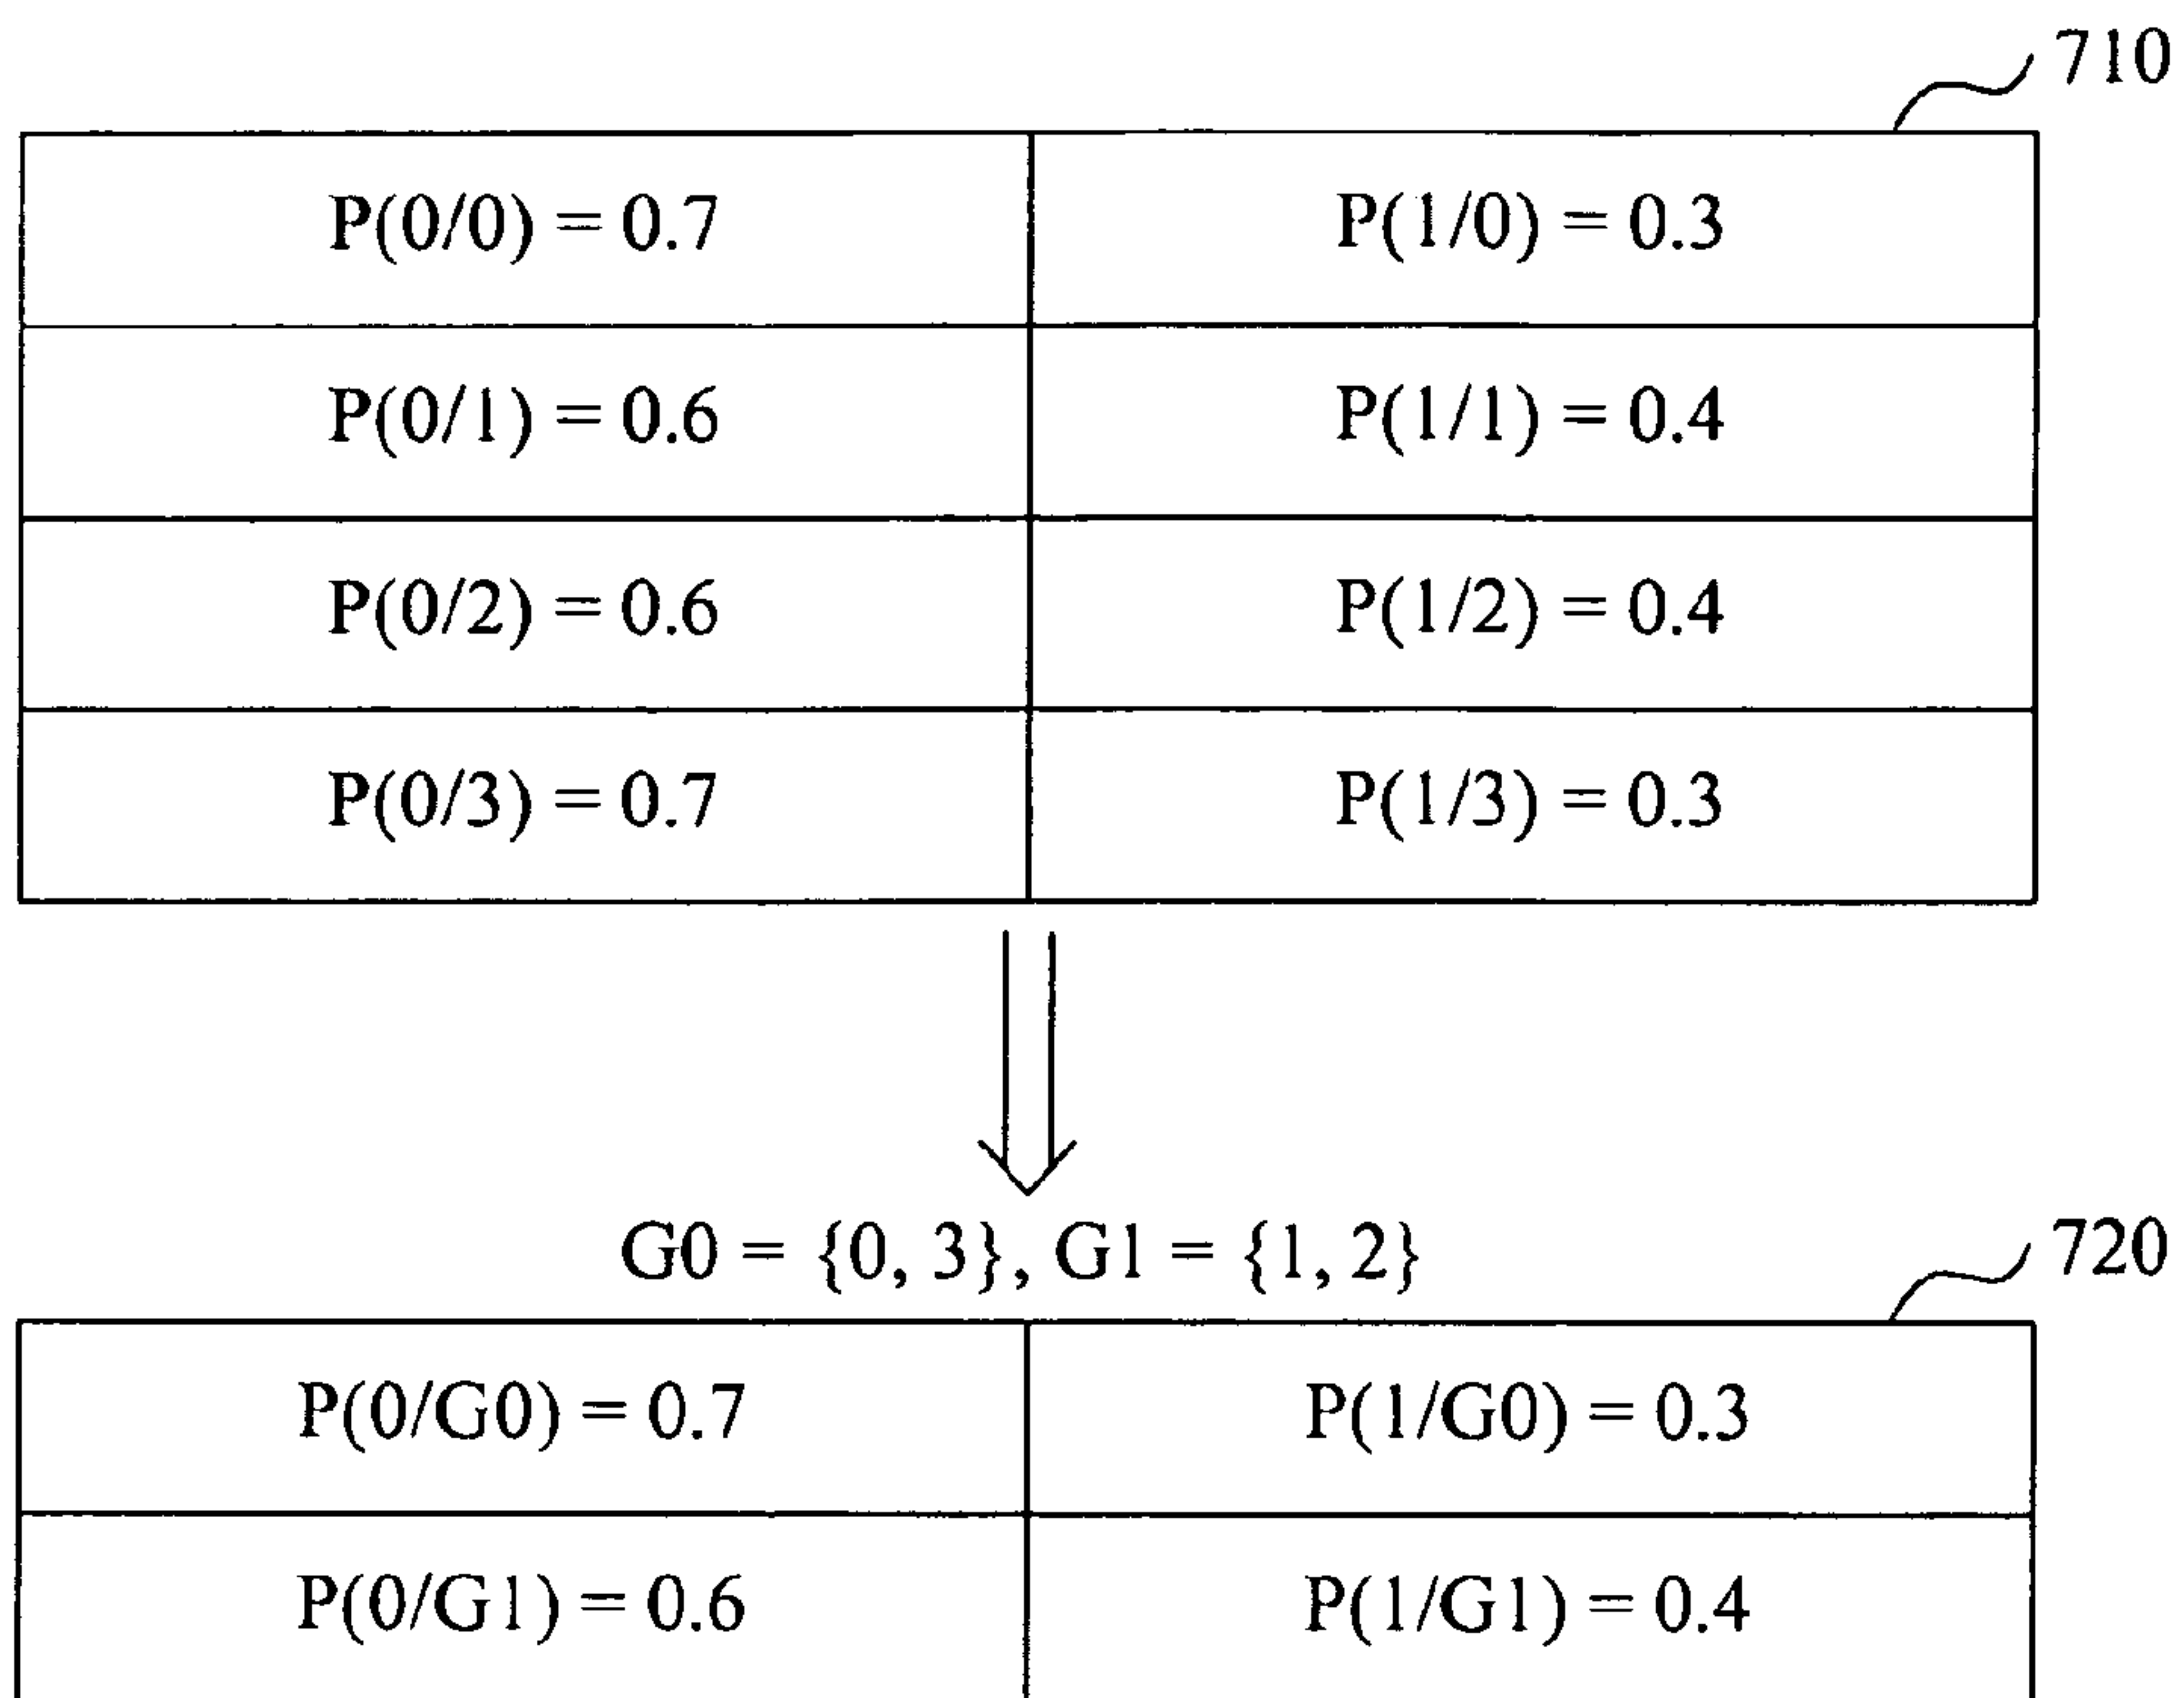 710
P(0/0) = 0.7 P(1/0) = 0.3
P(0/1) = 0.6 P(1/1) = 0.4
P(0/2) = 0.6 P(1/2) = 0.4
P(0/3) = 0.7 P(1/3) = 0.3
G0 = {0, 3}, G1 = {1, 2}
720
P(0/G0) = 0.7 P(1/G0) = 0.3
P(0/G1) = 0.6 P(1/G1) = 0.4